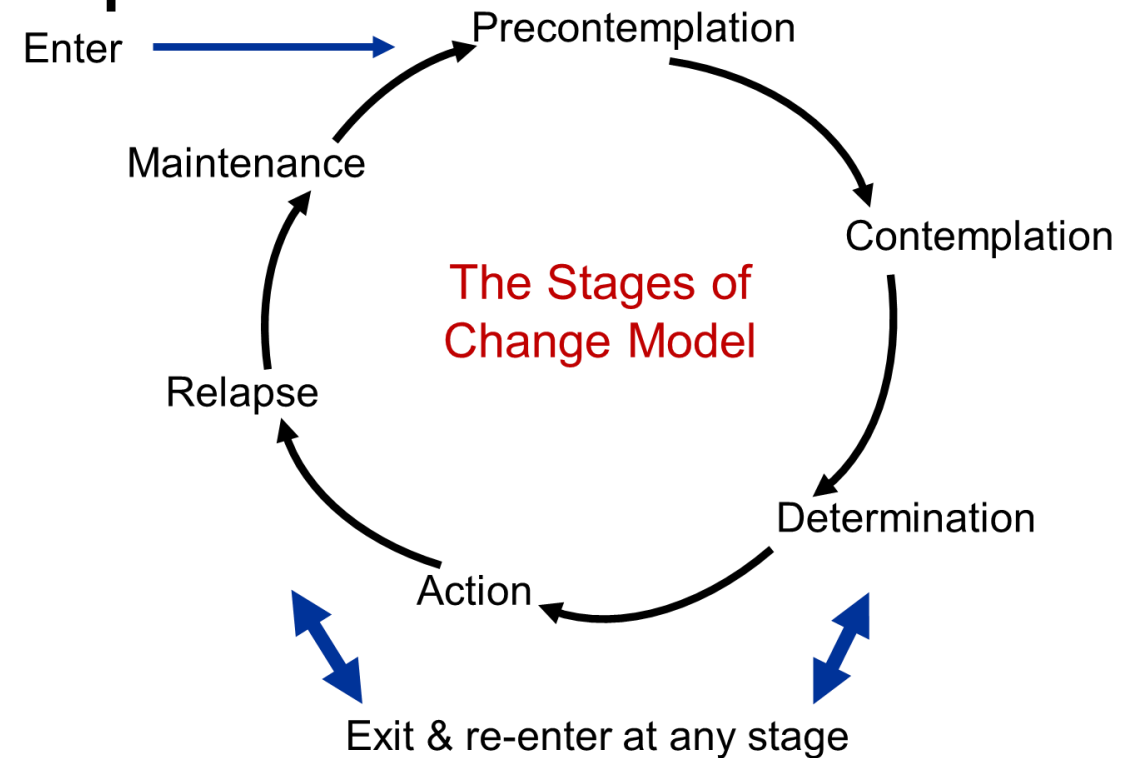 Enter
Precontemplation
Maintenance
Contemplation
The Stages of
Change Model
Relapse
Determination
Action
Exit & re-enter at any stage